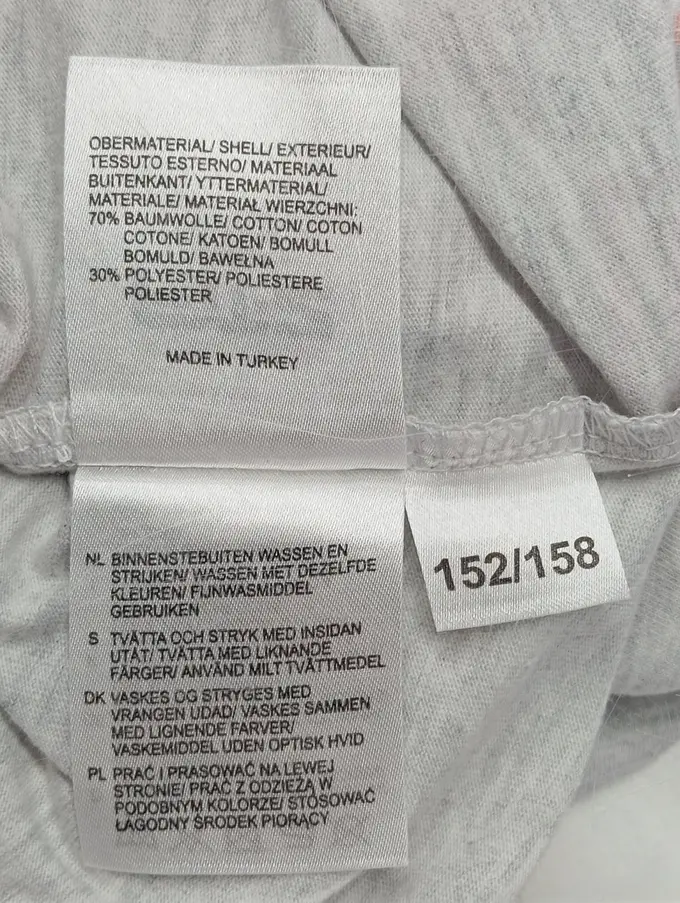 OBERMATERIAL/ SHELL/ EXTERIEUR/
TESSUTO ESTERNO/ MATERIAAL
BUITENKANT/ YTTERMATERIAL/
MATERIALE/ MATERIAŁ WIERZCHNI:
70% BAUMWOLLE/ COTTON/ COTON
COTONE/ KATOEN/ BOMULL
BOMULD/ BAWEŁNA
30% POLYESTER/ POLIESTERE
POLIESTER
MADE IN TURKEY
NL BINNENSTEBUITEN WASSEN EN
STRIJKEN/ WASSEN MET DEZELFDE
KLEUREN/ FIJNWASMIDDEL
GEBRUIKEN
S TVÄTTA OCH STRYK MED INSIDAN
UTÅT/ TVÄTTA MED LIKNANDE
FÄRGER/ ANVÄND MILT TVÄTTMEDEL
DK VASKES OG STRYGES MED
VRANGEN UDAD/ VASKES SAMMEN
MED LIGNENDE FARVER/
VASKEMIDDEL UDEN OPTISK HVID
PL PRAĆ I PRASOWAĆ NA LEWEJ
STRONIE/ PRAĆ Z ODZIEŻĄ W
PODOBNYM KOLORZE/ STOSOWAĆ
ŁAGODNY ŚRODEK PIORĄCY
152/158